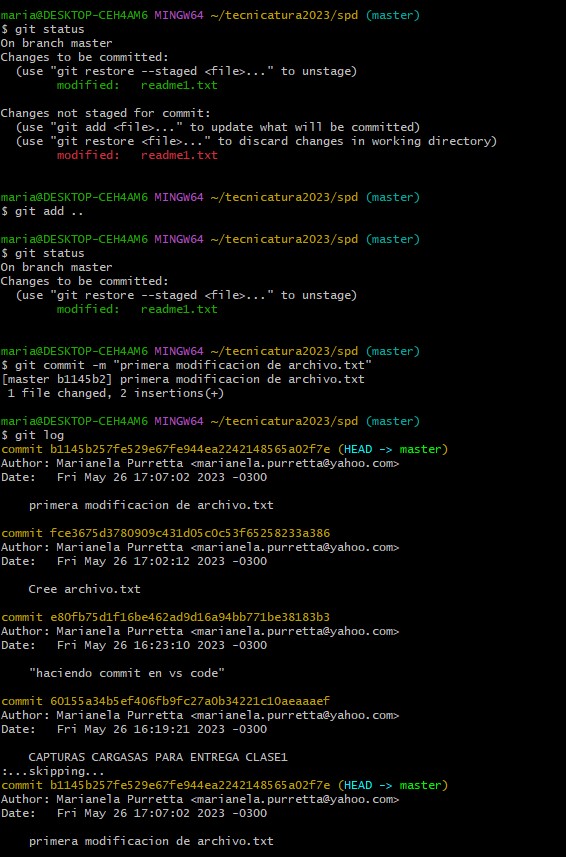 maria@DESKTOP-CEH4AM6 MINGW64 ~/tecnicatura2023/spd (master)
$ git status
On branch master
Changes to be committed:
  (use "git restore --staged <file>..." to unstage)
        modified:   readme1.txt

Changes not staged for commit:
  (use "git add <file>..." to update what will be committed)
  (use "git restore <file>..." to discard changes in working directory)
        modified:   readme1.txt


maria@DESKTOP-CEH4AM6 MINGW64 ~/tecnicatura2023/spd (master)
$ git add ..

maria@DESKTOP-CEH4AM6 MINGW64 ~/tecnicatura2023/spd (master)
$ git status
On branch master
Changes to be committed:
  (use "git restore --staged <file>..." to unstage)
        modified:   readme1.txt


maria@DESKTOP-CEH4AM6 MINGW64 ~/tecnicatura2023/spd (master)
$ git commit -m "primera modificacion de archivo.txt"
[master b1145b2] primera modificacion de archivo.txt
 1 file changed, 2 insertions(+)

maria@DESKTOP-CEH4AM6 MINGW64 ~/tecnicatura2023/spd (master)
$ git log
commit b1145b257fe529e67fe944ea2242148565a02f7e (HEAD -> master)
Author: Marianela Purretta <marianela.purretta@yahoo.com>
Date:   Fri May 26 17:07:02 2023 -0300

    primera modificacion de archivo.txt

commit fce3675d3780909c431d05c0c53f65258233a386
Author: Marianela Purretta <marianela.purretta@yahoo.com>
Date:   Fri May 26 17:02:12 2023 -0300

    Cree archivo.txt

commit e80fb75d1f16be462ad9d16a94bb771be38183b3
Author: Marianela Purretta <marianela.purretta@yahoo.com>
Date:   Fri May 26 16:23:10 2023 -0300

    "haciendo commit en vs code"

commit 60155a34b5ef406fb9fc27a0b34221c10aeaaaef
Author: Marianela Purretta <marianela.purretta@yahoo.com>
Date:   Fri May 26 16:19:21 2023 -0300

    CAPTURAS CARGASAS PARA ENTREGA CLASE1
:...skipping...
commit b1145b257fe529e67fe944ea2242148565a02f7e (HEAD -> master)
Author: Marianela Purretta <marianela.purretta@yahoo.com>
Date:   Fri May 26 17:07:02 2023 -0300

    primera modificacion de archivo.txt